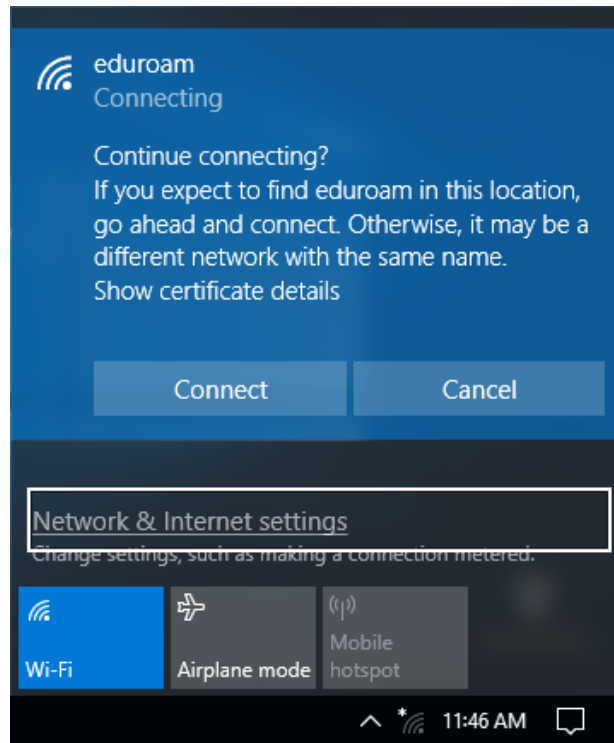 eduroam
Connecting
Continue connecting?
If you expect to find eduroam in this location,
go ahead and connect. Otherwise, it may be a
different network with the same name.
Show certificate details
Connect Cancel
Network & Internet settings
Change settings, such as making a connection metered.
Wi-Fi
Airplane mode
Mobile
hotspot
11:46 AM